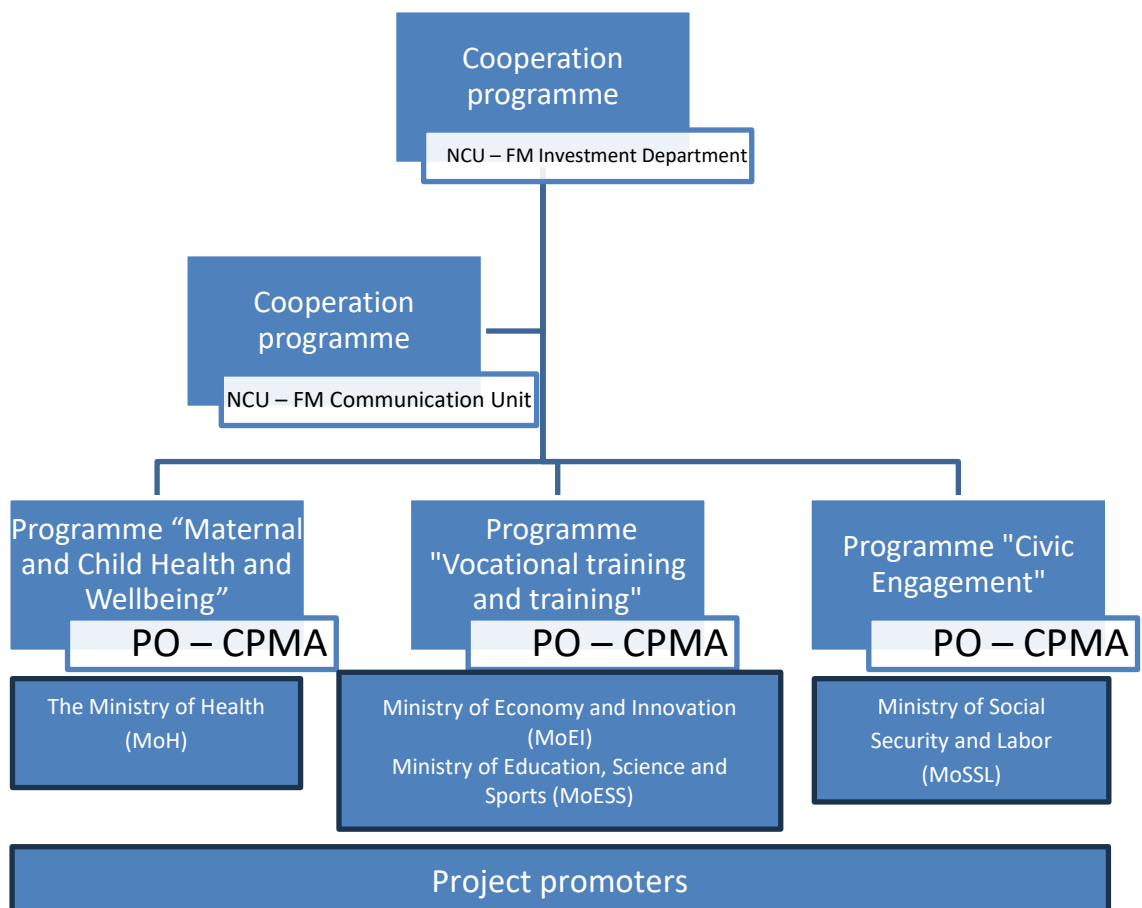 Cooperation
programme
NCU – FM Investment Department
Cooperation
programme
NCU – FM Communication Unit
Programme “Maternal
and Child Health and
Wellbeing”
PO – CPMA
Programme
"Vocational training
and training"
PO – CPMA
Programme "Civic
Engagement"
PO – CPMA
The Ministry of Health
(MoH)
Ministry of Economy and Innovation
(MoEI)
Ministry of Education, Science and
Sports (MoESS)
Ministry of Social
Security and Labor
(MoSSL)
Project promoters